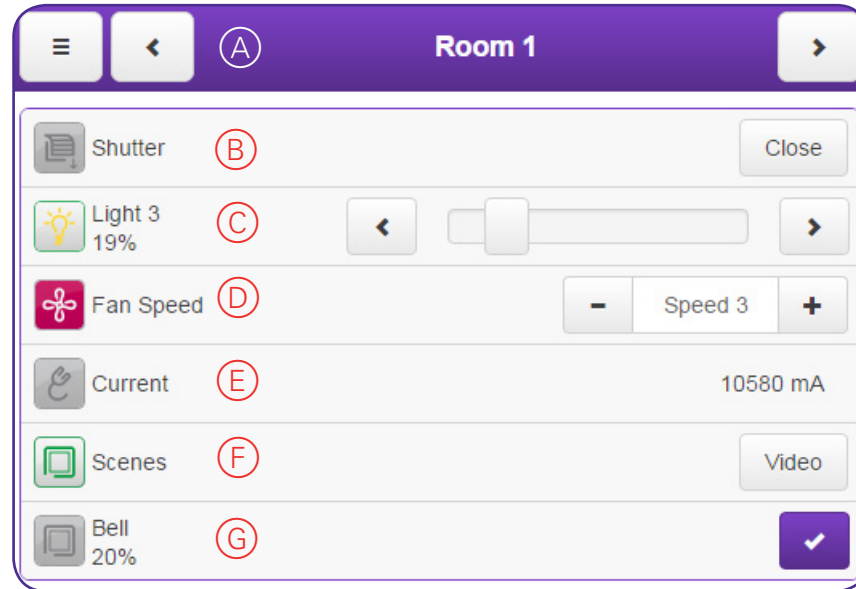 A Room 1
Shutter B Close
Light 3 C
19%
Fan Speed D - Speed 3 +
Current E 10580 mA
Scenes F Video
Bell G
20%